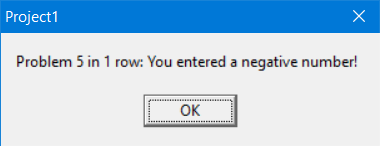 Project1
Problem 5 in 1 row: You entered a negative number!
OK